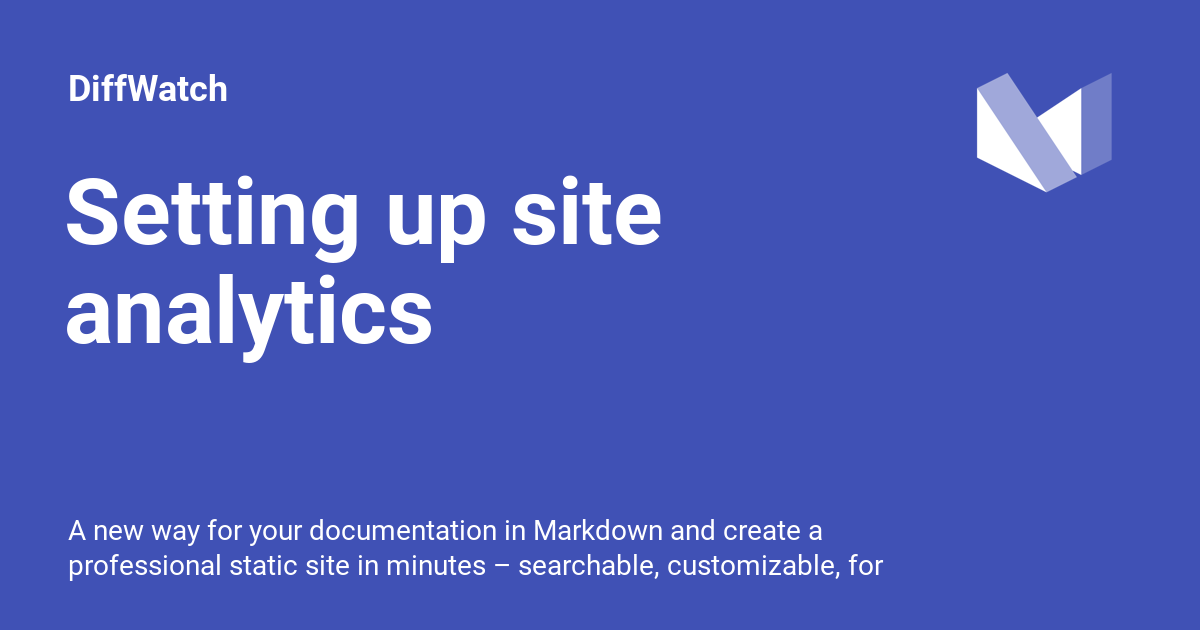 DiffWatch
Setting up site
analytics
A new way for your documentation in Markdown and create a
professional static site in minutes – searchable, customizable, for